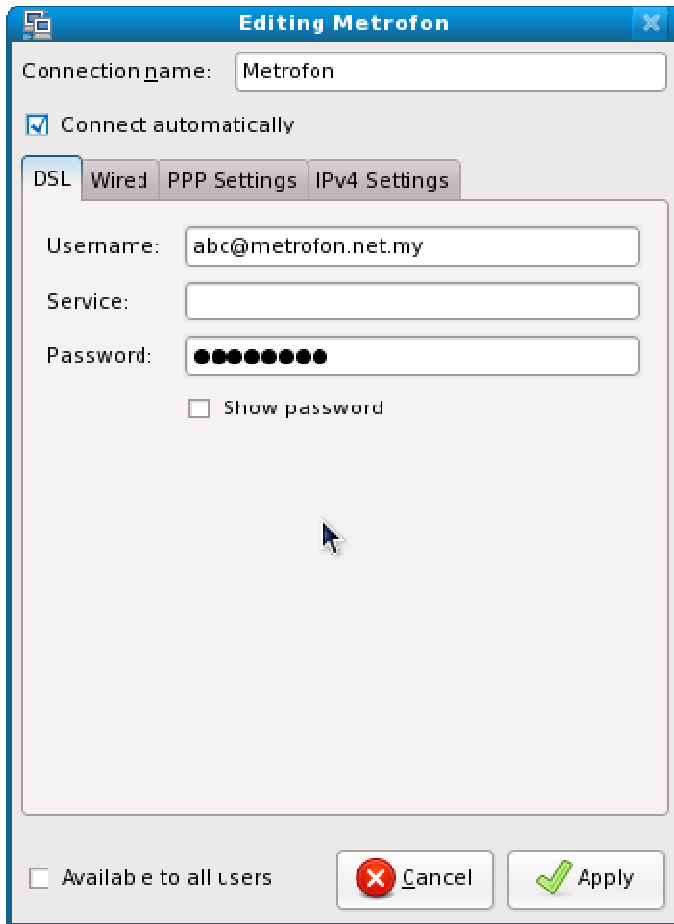 Editing Metrofon
Connection name: Metrofon
Connect automatically
DSL Wired PPP Settings IPv4 Settings
Username: abc@metrofon.net.my
Service:
Password: ●●●●●●●●
Show password
Available to all users Cancel Apply